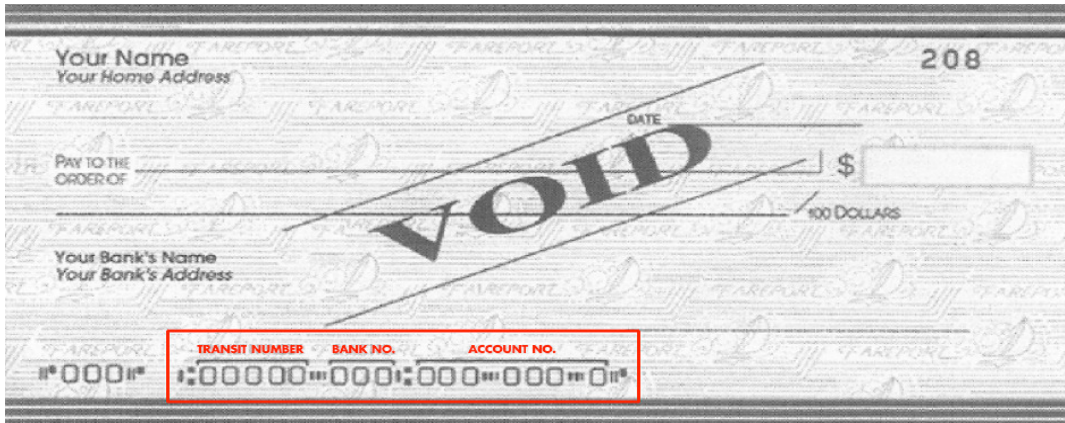 Your Name
208
Your Home Address
DATE
PAY TO THE
ORDER OF
$
VOID
100 DOLLARS
Your Bank's Name
Your Bank's Address
TRANSIT NUMBER BANK NO. ACCOUNT NO.
⑈000⑈ ⑆00000⑉000⑆000⑉000⑉0⑈